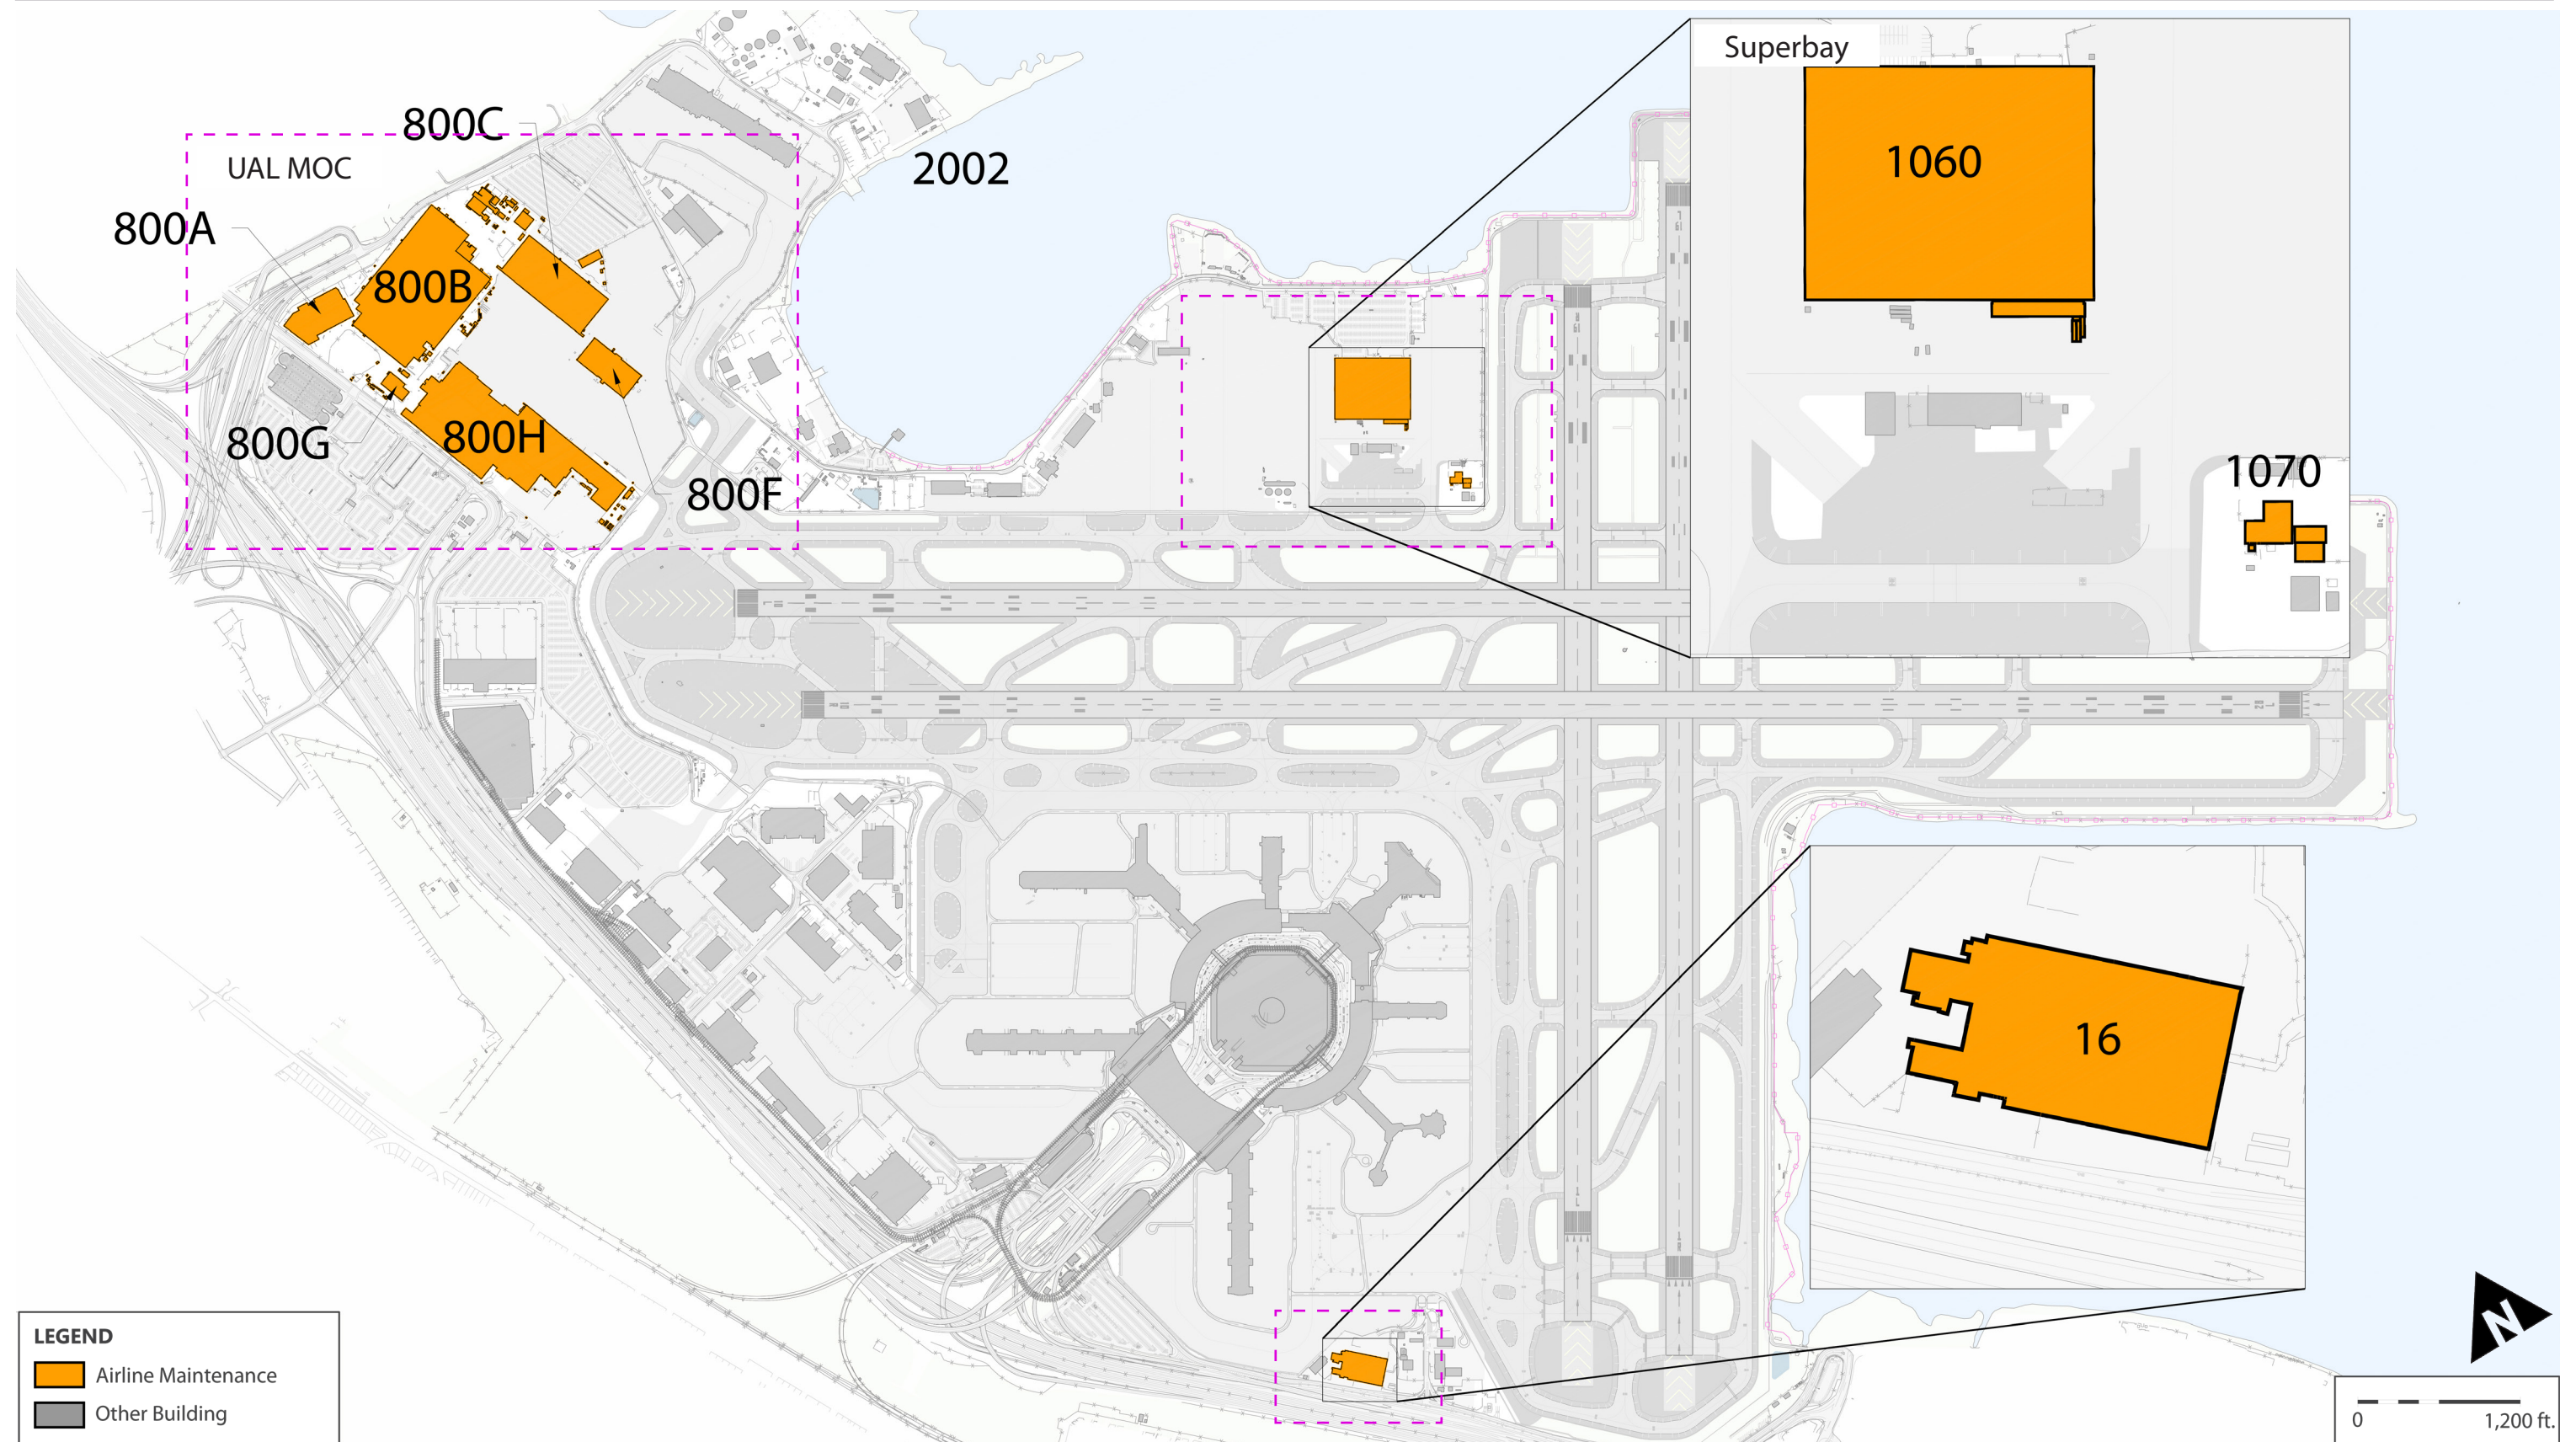 Superbay
800C
1060
UAL MOC
2002
800A
800B
800G
800H
1070
800F
16
N
LEGEND
Airline Maintenance
Other Building
0 1,200 ft.